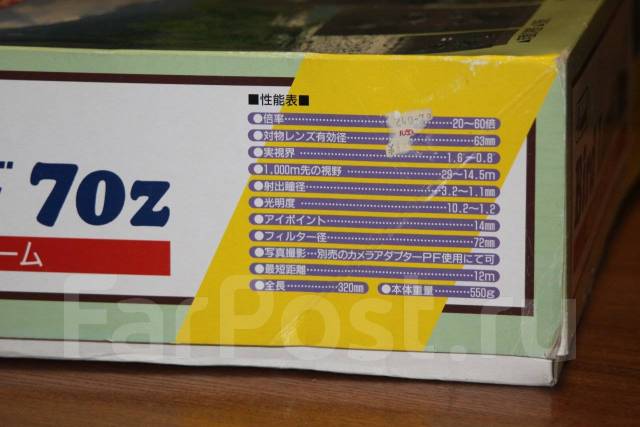 ■性能表■
●倍率 20〜60倍
●対物レンズ有効径 63mm
●実視界 1.6〜0.8
●1,000m先の視野 29〜14.5m
●射出瞳径 3.2〜1.1mm
●光明度 10.2〜1.2
●アイポイント 14mm
●フィルター径 72mm
●写真撮影…別売のカメラアダプターPF使用にて可
●最短距離 12m
●全長 320mm ●本体重量 550g
70z
ーム
FarPost.ru